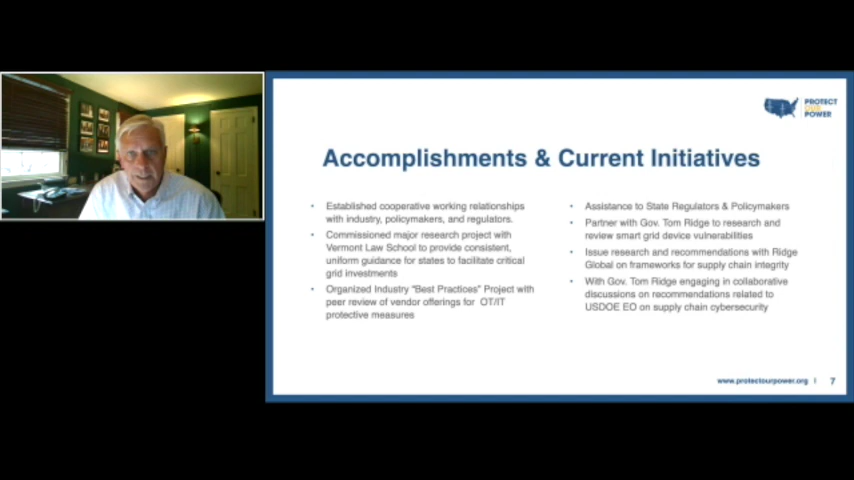 PROTECT
OUR
POWER
Accomplishments & Current Initiatives
• Established cooperative working relationships
with industry, policymakers, and regulators.
• Commissioned major research project with
Vermont Law School to provide consistent,
uniform guidance for states to facilitate critical
grid investments
• Organized Industry "Best Practices" Project with
peer review of vendor offerings for OT/IT
protective measures
• Assistance to State Regulators & Policymakers
• Partner with Gov. Tom Ridge to research and
review smart grid device vulnerabilities
• Issue research and recommendations with Ridge
Global on frameworks for supply chain integrity
• With Gov. Tom Ridge engaging in collaborative
discussions on recommendations related to
USDOE EO on supply chain cybersecurity
www.protectourpower.org | 7